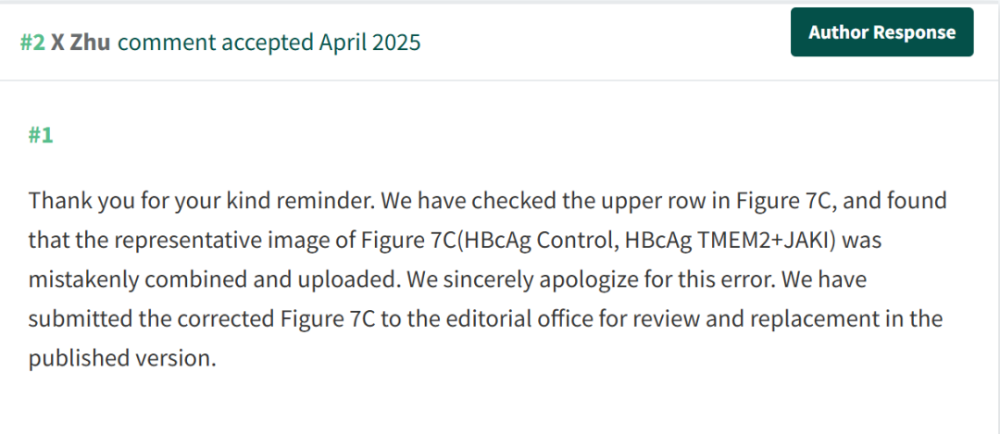 #2 X Zhu comment accepted April 2025
Author Response
#1
Thank you for your kind reminder. We have checked the upper row in Figure 7C, and found
that the representative image of Figure 7C(HBcAg Control, HBcAg TMEM2+JAKI) was
mistakenly combined and uploaded. We sincerely apologize for this error. We have
submitted the corrected Figure 7C to the editorial office for review and replacement in the
published version.